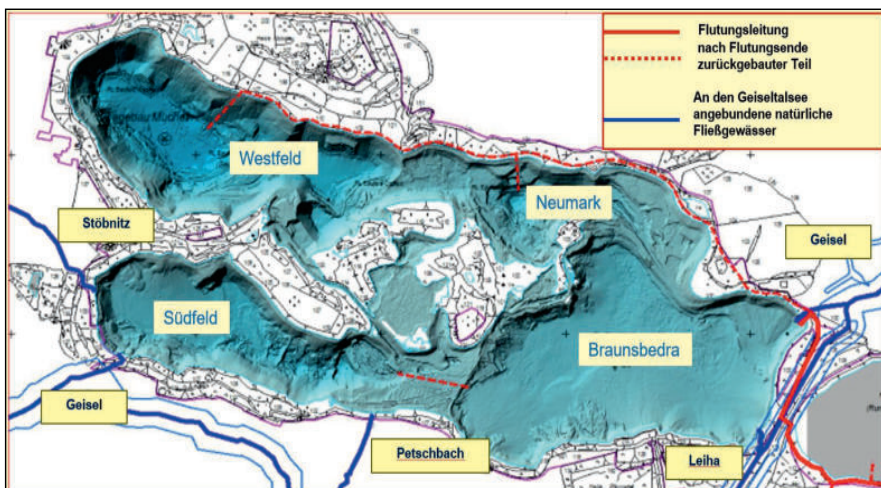 Flutungsleitung
nach Flutungsende
zurückgebauter Teil
An den Geiseltalsee
angebundene natürliche
Fließgewässer
Westfeld
Neumark
Stöbnitz
Geisel
Südfeld
Braunsbedra
Geisel
Petschbach
Leiha